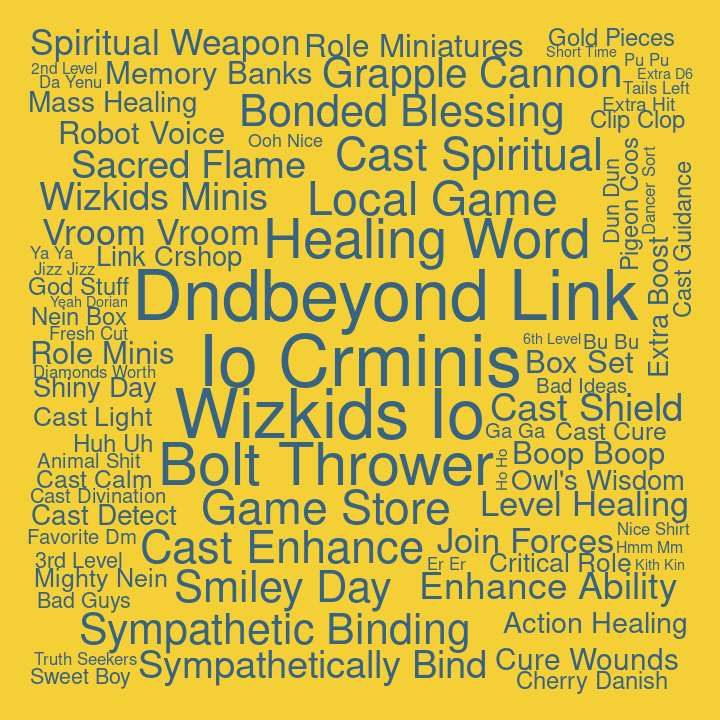 Spiritual Weapon
Role Miniatures
Gold Pieces
Short Time
2nd Level
Da Yenu
Memory Banks
Grapple Cannon
Pu Pu
Extra D6
Tails Left
Mass Healing
Bonded Blessing
Extra Hit
Clip Clop
Robot Voice
Ooh Nice
Cast Spiritual
Sacred Flame
Dun Dun
Pigeon Coos
Dancer Sort
Cast Guidance
Wizkids Minis
Local Game
Vroom Vroom
Healing Word
Ya Ya
Link Crshop
Jizz Jizz
God Stuff
Dndbeyond Link
Extra Boost
Yeah Dorian
Nein Box
Fresh Cut
Io Crminis
6th Level
Bu Bu
Role Minis
Box Set
Diamonds Worth
Shiny Day
Bad Ideas
Wizkids Io
Cast Shield
Cast Light
Ga Ga
Cast Cure
Huh Uh
Bolt Thrower
Ho Ho
Boop Boop
Animal Shit
Cast Calm
Owl's Wisdom
Cast Divination
Cast Detect
Game Store
Level Healing
Favorite Dm
Cast Enhance
Join Forces
Nice Shirt
Hmm Mm
3rd Level
Er Er
Critical Role
Kith Kin
Mighty Nein
Smiley Day
Enhance Ability
Bad Guys
Sympathetic Binding
Action Healing
Truth Seekers
Sympathetically Bind
Cure Wounds
Sweet Boy
Cherry Danish